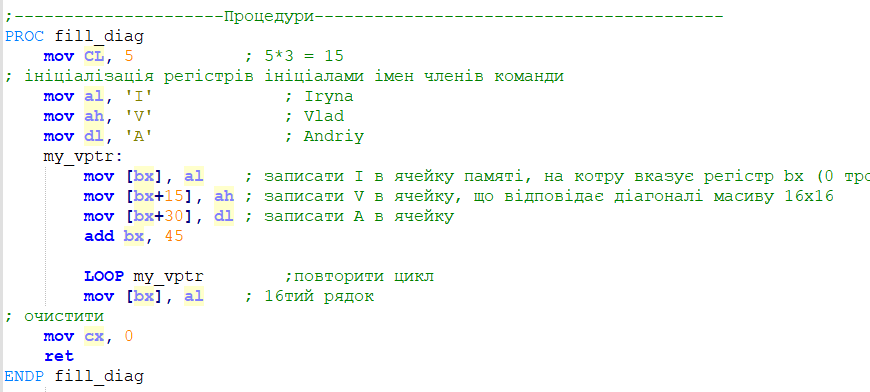 ;---------------------Процедури-----------------------------------------
PROC fill_diag
    mov CL, 5           ; 5*3 = 15
; ініціалізація регістрів ініціалами імен членів команди
    mov al, 'I'             ; Iryna
    mov ah, 'V'             ; Vlad
    mov dl, 'A'             ; Andriy
    my_vptr:
        mov [bx], al    ; записати I в ячейку памяті, на котру вказує регістр bx (0
        mov [bx+15], ah ; записати V в ячейку, що відповідає діагоналі масиву 16x16
        mov [bx+30], dl ; записати A в ячейку
        add bx, 45

        LOOP my_vptr        ;повторити цикл
        mov [bx], al    ; 16тий рядок
; очистити
    mov cx, 0
    ret
ENDP fill_diag